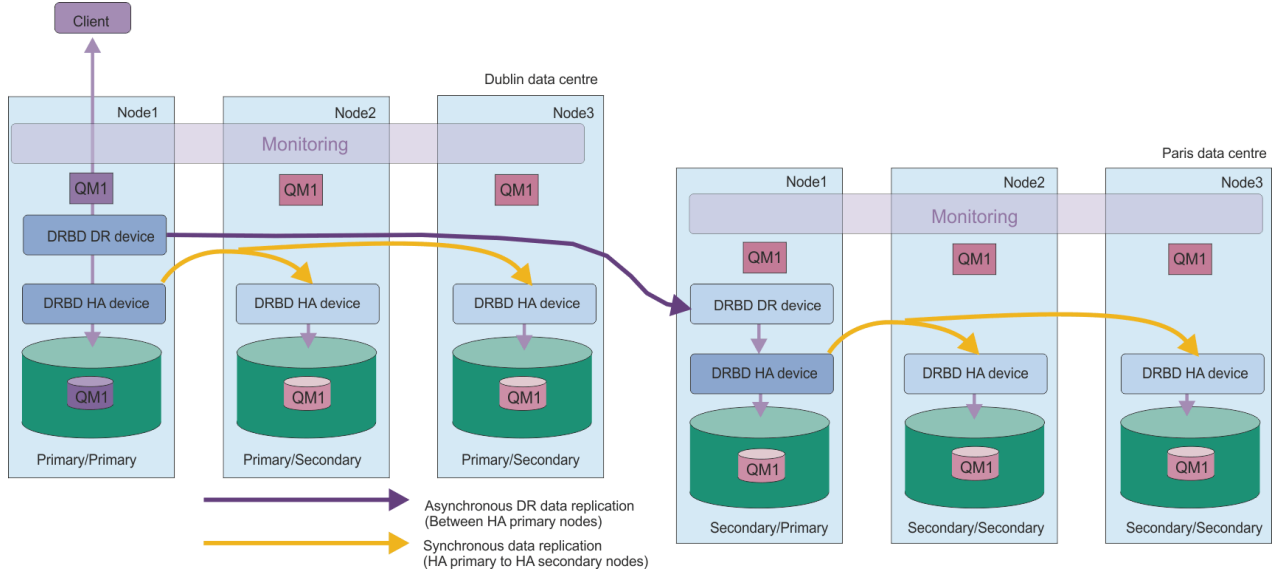 Client
Dublin data centre
Node1
Node2
Node3
Monitoring
QM1
QM1
QM1
DRBD DR device
DRBD HA device
DRBD HA device
DRBD HA device
QM1
QM1
QM1
Primary/Primary
Primary/Secondary
Primary/Secondary
Paris data centre
Node1
Node2
Node3
Monitoring
QM1
QM1
QM1
DRBD DR device
DRBD HA device
DRBD HA device
DRBD HA device
QM1
QM1
QM1
Secondary/Primary
Secondary/Secondary
Secondary/Secondary
Asynchronous DR data replication
(Between HA primary nodes)
Synchronous data replication
(HA primary to HA secondary nodes)